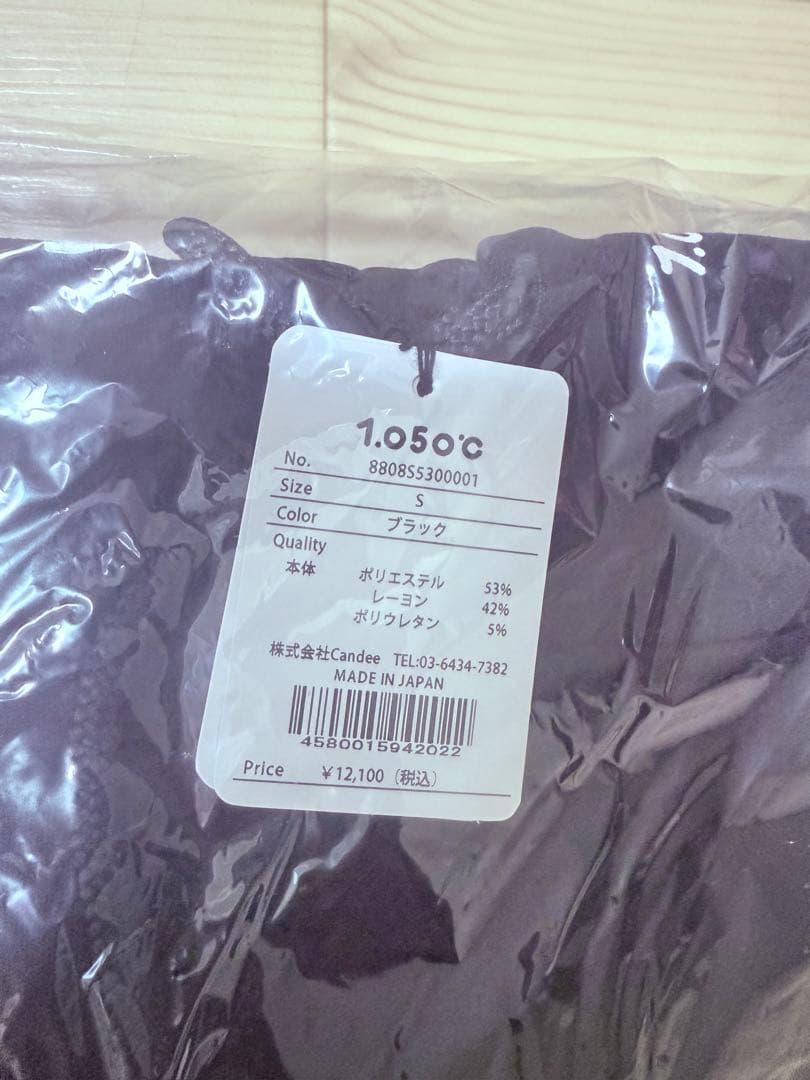 1.050℃
No. 8808S5300001
Size S
Color ブラック
Quality
本体 ポリエステル 53%
レーヨン 42%
ポリウレタン 5%
株式会社Candee TEL:03-6434-7382
MADE IN JAPAN
4580015942022
Price ￥12,100（税込）